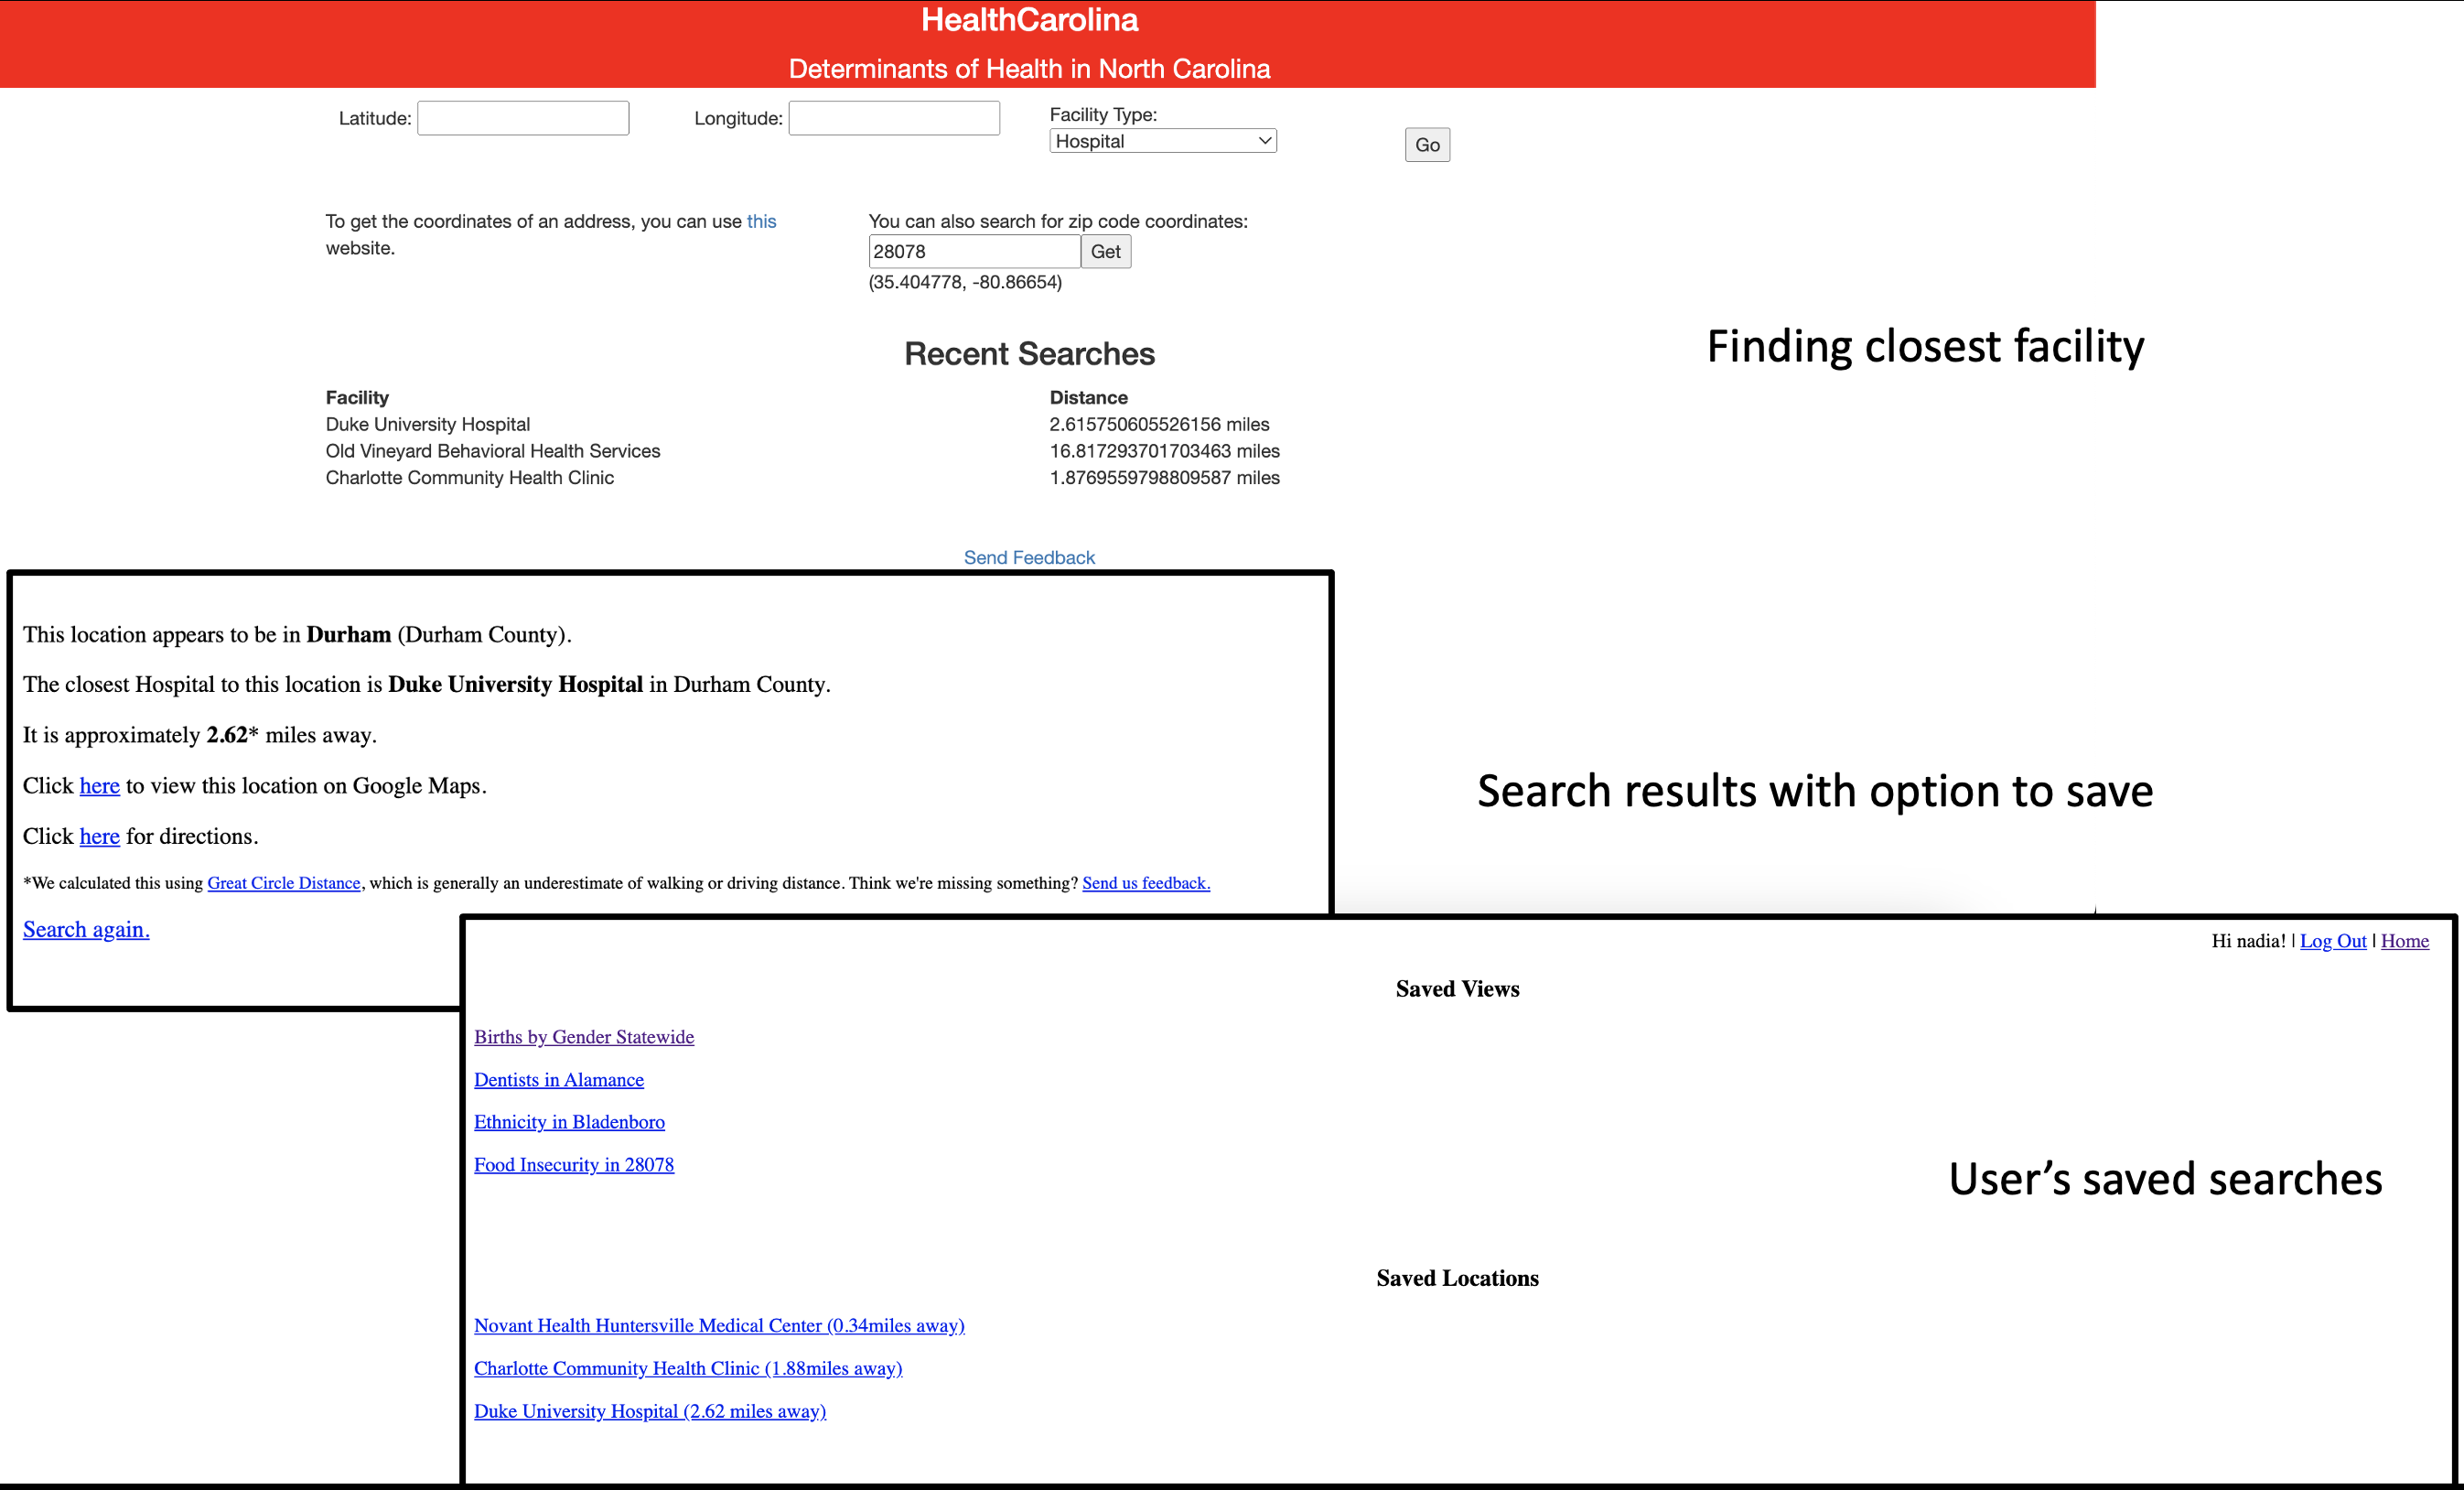 HealthCarolina
Determinants of Health in North Carolina
Latitude:
Longitude:
Facility Type:
Hospital
Go
To get the coordinates of an address, you can use this
website.
You can also search for zip code coordinates:
28078
Get
(35.404778, -80.86654)
Finding closest facility
Recent Searches
Facility Distance
Duke University Hospital 2.615750605526156 miles
Old Vineyard Behavioral Health Services 16.817293701703463 miles
Charlotte Community Health Clinic 1.8769559798809587 miles
Send Feedback
This location appears to be in Durham (Durham County).
The closest Hospital to this location is Duke University Hospital in Durham County.
It is approximately 2.62* miles away.
Click here to view this location on Google Maps.
Click here for directions.
*We calculated this using Great Circle Distance, which is generally an underestimate of walking or driving distance. Think we're missing something? Send us feedback.
Search again.
Search results with option to save
Hi nadia! | Log Out | Home
Saved Views
Births by Gender Statewide
Dentists in Alamance
Ethnicity in Bladenboro
Food Insecurity in 28078
User’s saved searches
Saved Locations
Novant Health Huntersville Medical Center (0.34miles away)
Charlotte Community Health Clinic (1.88miles away)
Duke University Hospital (2.62 miles away)